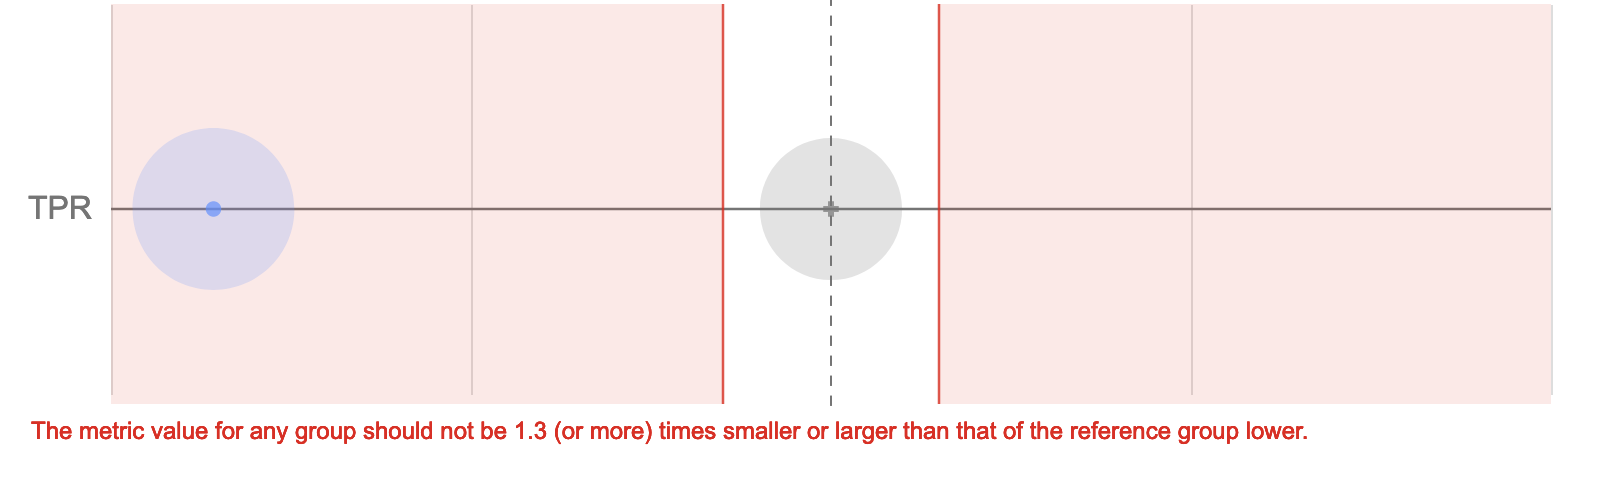 TPR
The metric value for any group should not be 1.3 (or more) times smaller or larger than that of the reference group lower.